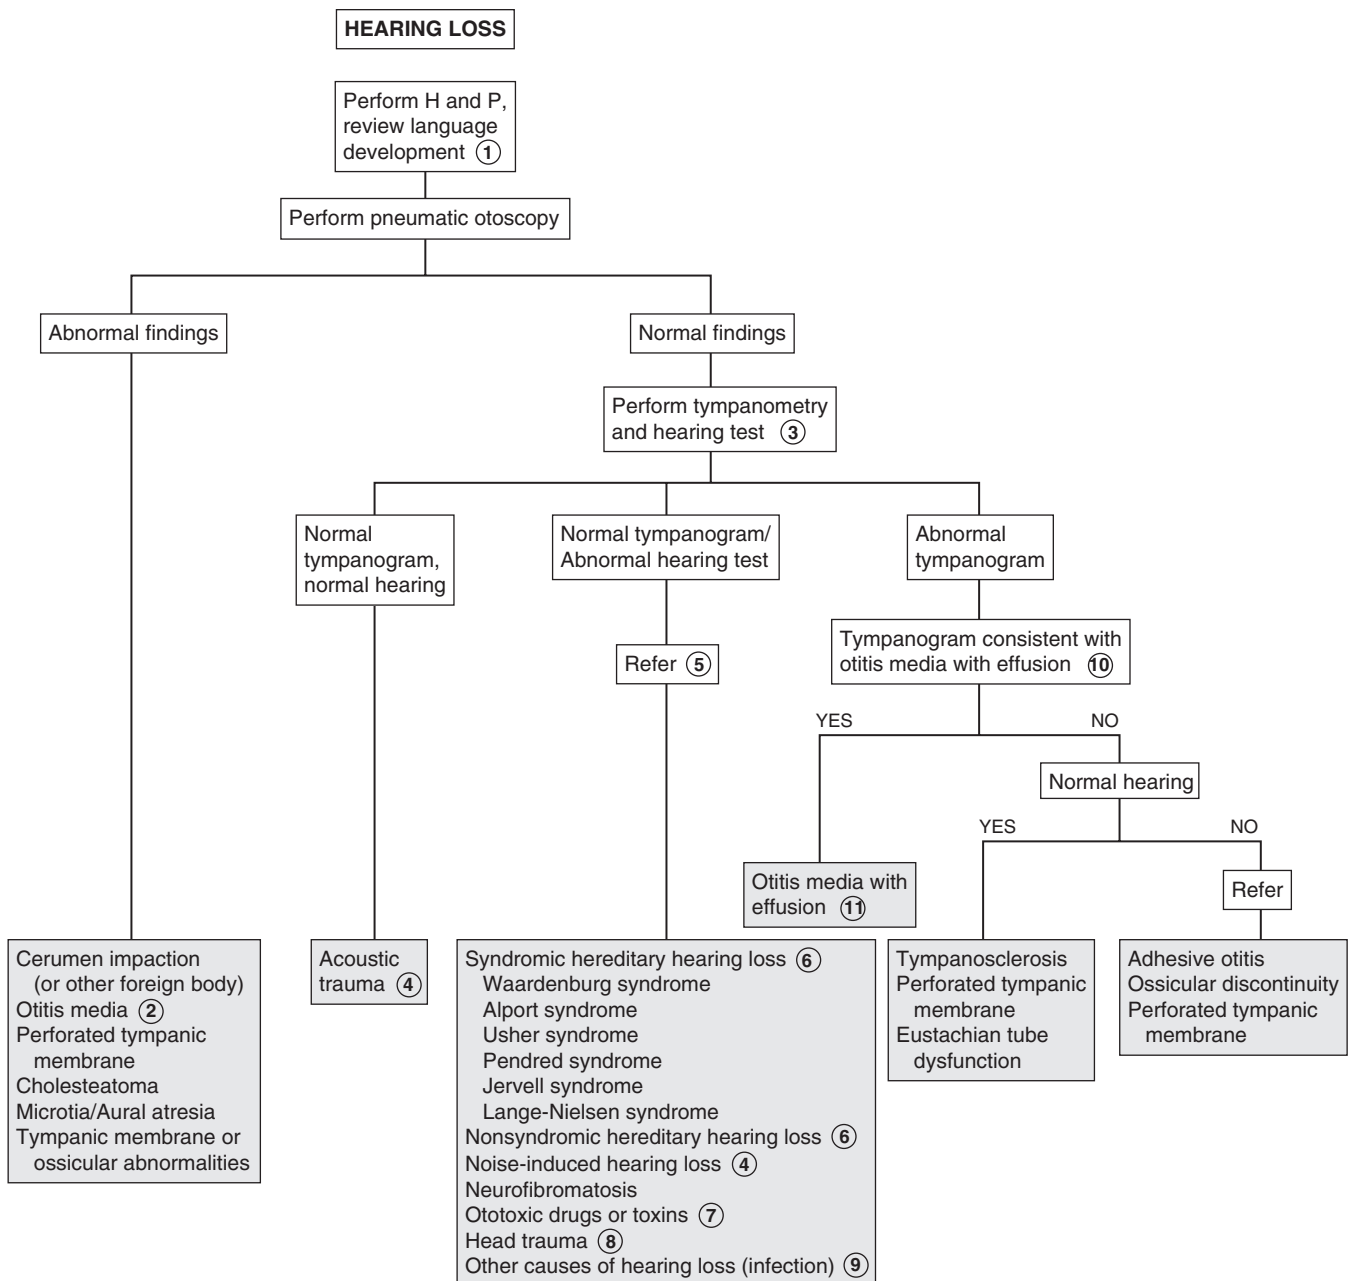 HEARING LOSS
Perform H and P,
review language
development 1
Perform pneumatic otoscopy
Abnormal findings
Normal findings
Perform tympanometry
and hearing test 3
Normal
tympanogram,
normal hearing
Normal tympanogram/
Abnormal hearing test
Abnormal
tympanogram
Refer 5
Tympanogram consistent with
otitis media with effusion 10
YES
NO
Normal hearing
YES
NO
Otitis media with
effusion 11
Refer
Cerumen impaction
(or other foreign body)
Otitis media 2
Perforated tympanic
membrane
Cholesteatoma
Microtia/Aural atresia
Tympanic membrane or
ossicular abnormalities
Acoustic
trauma 4
Syndromic hereditary hearing loss 6
Waardenburg syndrome
Alport syndrome
Usher syndrome
Pendred syndrome
Jervell syndrome
Lange-Nielsen syndrome
Nonsyndromic hereditary hearing loss 6
Noise-induced hearing loss 4
Neurofibromatosis
Ototoxic drugs or toxins 7
Head trauma 8
Other causes of hearing loss (infection) 9
Tympanosclerosis
Perforated tympanic
membrane
Eustachian tube
dysfunction
Adhesive otitis
Ossicular discontinuity
Perforated tympanic
membrane